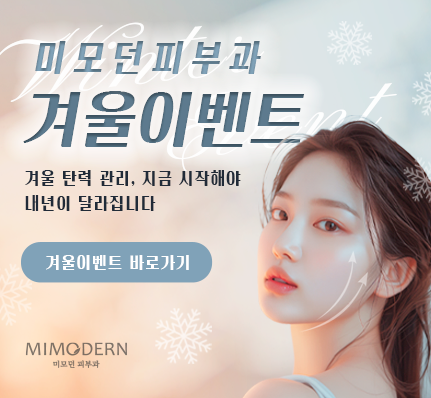 Winter
미모던피부과
겨울이벤트
event
겨울 탄력 관리, 지금 시작해야
내년이 달라집니다
겨울이벤트 바로가기
MIMODERN
미모던 피부과